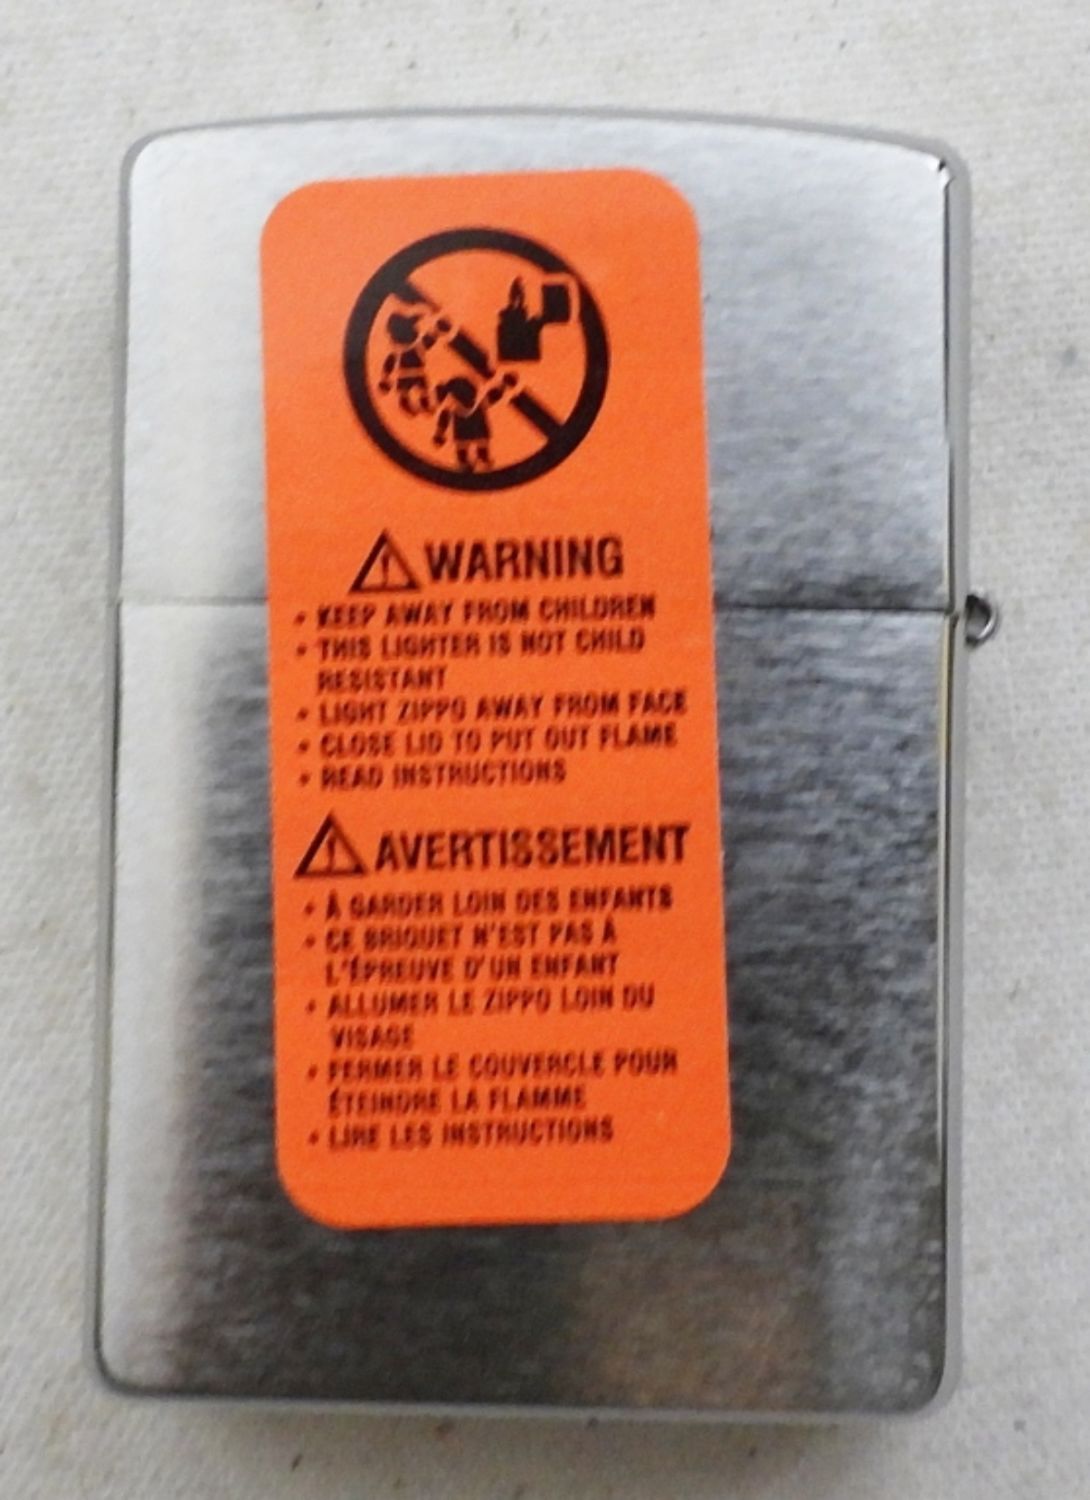 WARNING
• KEEP AWAY FROM CHILDREN
• THIS LIGHTER IS NOT CHILD
RESISTANT
• LIGHT ZIPPO AWAY FROM FACE
• CLOSE LID TO PUT OUT FLAME
• READ INSTRUCTIONS
AVERTISSEMENT
• À GARDER LOIN DES ENFANTS
• CE BRIQUET N'EST PAS À
L'ÉPREUVE D'UN ENFANT
• ALLUMER LE ZIPPO LOIN DU
VISAGE
• FERMER LE COUVERCLE POUR
ÉTEINDRE LA FLAMME
• LIRE LES INSTRUCTIONS